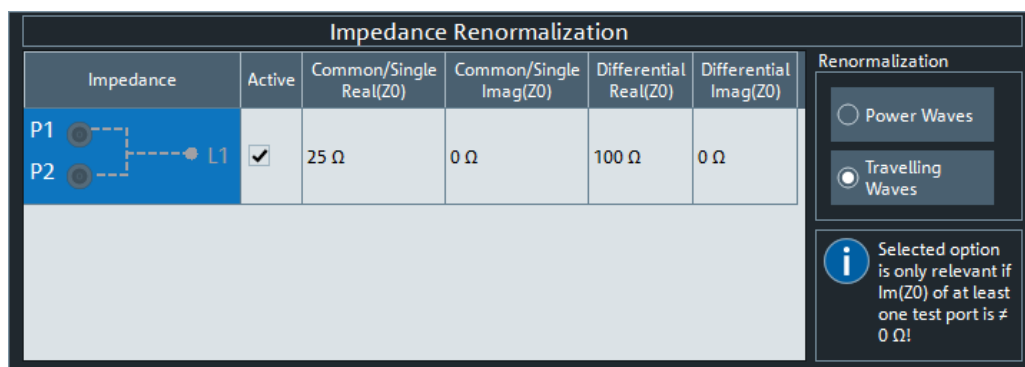 Impedance Renormalization
Impedance
Active
Common/Single
Real(Z0)
Common/Single
Imag(Z0)
Differential
Real(Z0)
Differential
Imag(Z0)
P1
P2
L1
25 Ω
0 Ω
100 Ω
0 Ω
Renormalization
Power Waves
Travelling
Waves
i
Selected option
is only relevant if
Im(Z0) of at least
one test port is ≠
0 Ω!